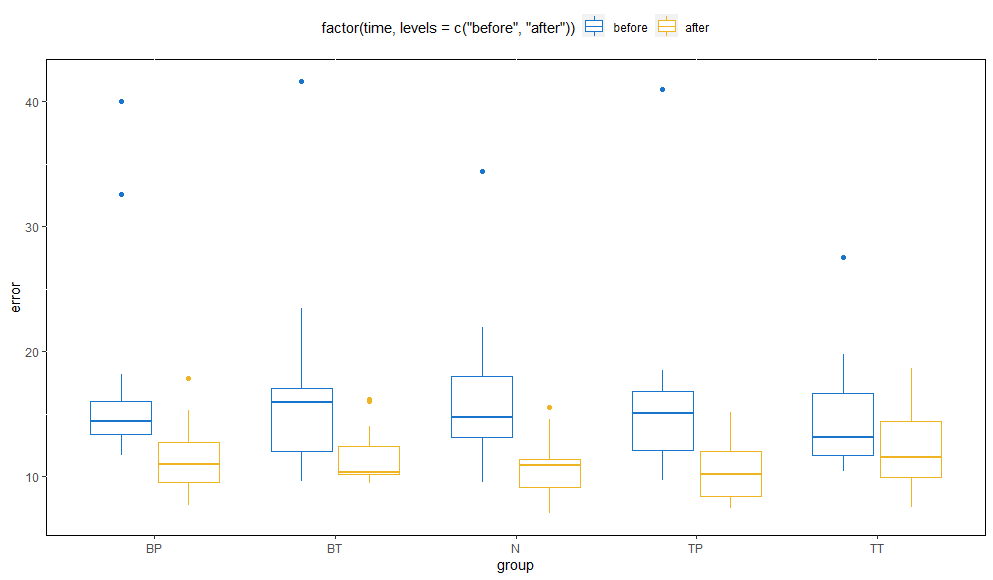 factor(time, levels = c("before", "after")) before after
40
30
20
10
error
BP BT N TP TT
group